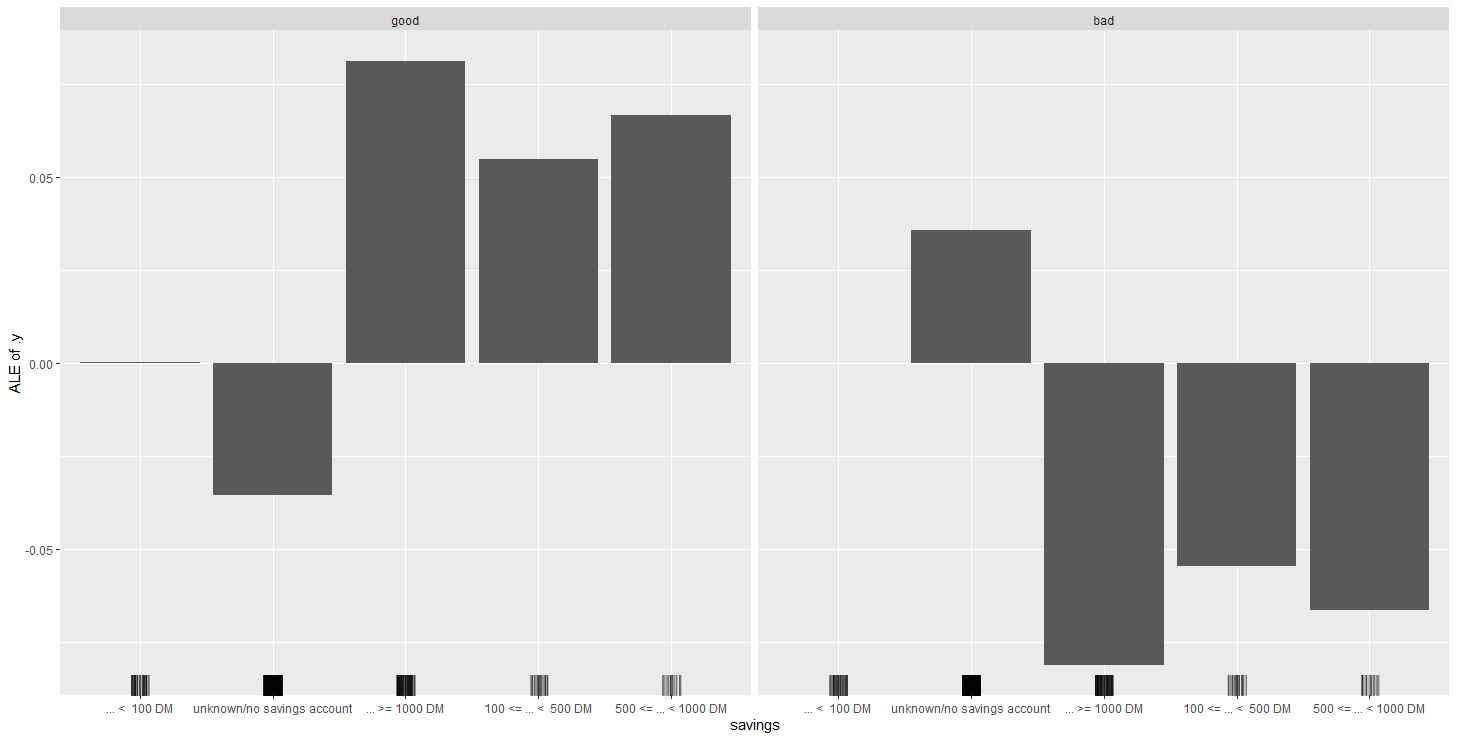 good
bad
ALE of .y
0.05
0.00
-0.05
... < 100 DM
unknown/no savings account
... >= 1000 DM
100 <= ... < 500 DM
500 <= ... < 1000 DM
... < 100 DM
unknown/no savings account
... >= 1000 DM
100 <= ... < 500 DM
500 <= ... < 1000 DM
savings